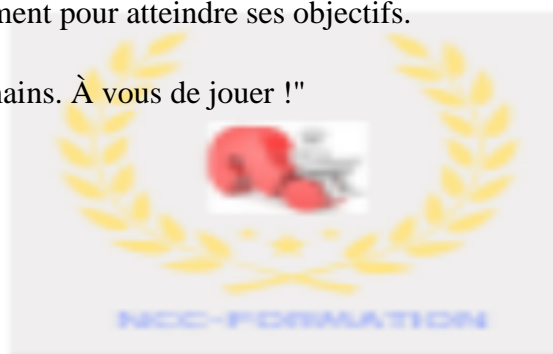 ment pour atteindre ses objectifs.
ains. À vous de jouer !"
NCC-FORMATION